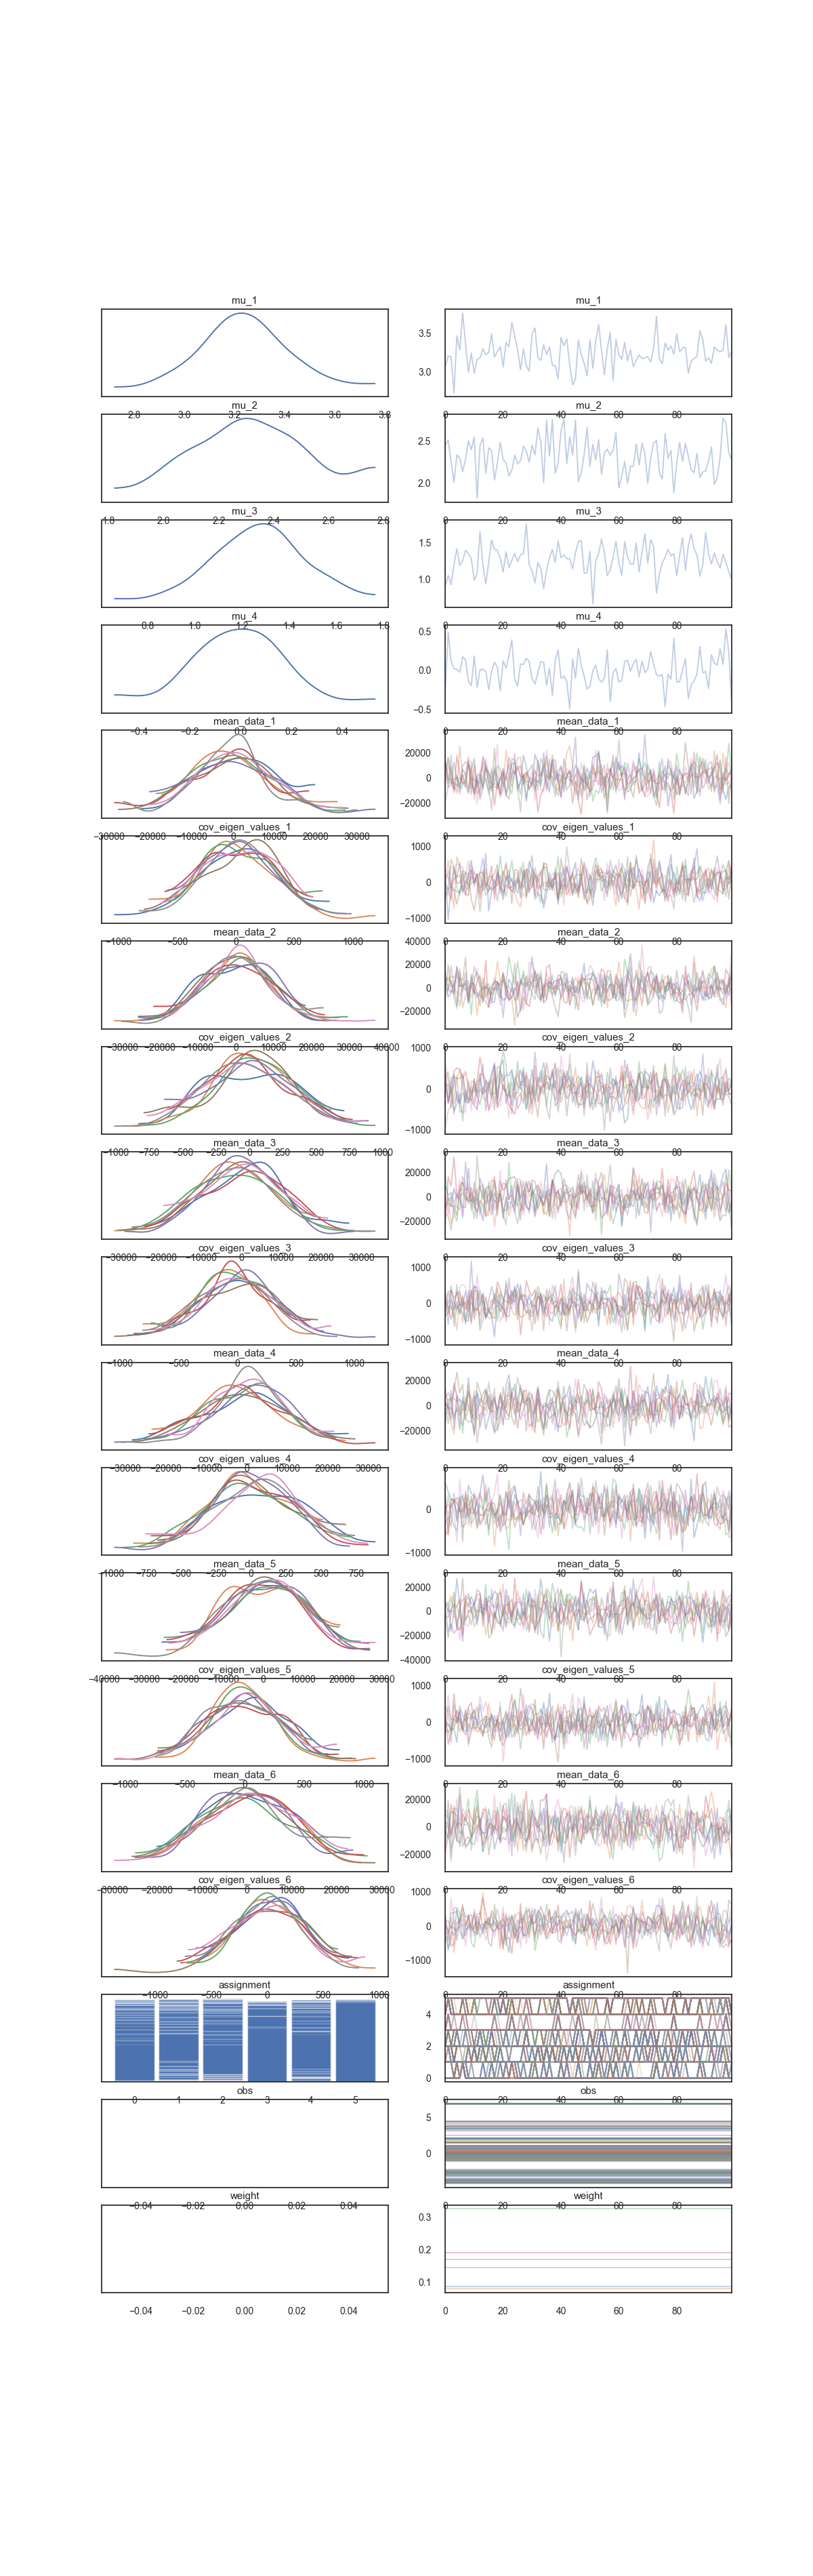 mu_1 mu_1
3.5
3.0
mu_2 mu_2
2.8 3.0 3.2 3.4 3.6 3.8 0 20 40 60 80
2.5
2.0
mu_3 mu_3
1.8 2.0 2.2 2.4 2.6 2.8 0 20 40 60 80
1.5
1.0
mu_4 mu_4
0.8 1.0 1.2 1.4 1.6 1.8 0 20 40 60 80
0.5
0.0
−0.5
mean_data_1 mean_data_1
−0.4 −0.2 0.0 0.2 0.4 0 20 40 60 80
20000
0
−20000
cov_eigen_values_1 cov_eigen_values_1
−30000 −20000 −10000 0 10000 20000 30000 0 20 40 60 80
1000
0
−1000
mean_data_2 mean_data_2
−1000 −500 0 500 1000 0 20 40 60 80
40000
20000
0
−20000
cov_eigen_values_2 cov_eigen_values_2
−30000 −20000 −10000 0 10000 20000 30000 40000 0 20 40 60 80
1000
0
−1000
mean_data_3 mean_data_3
−1000 −750 −500 −250 0 250 500 750 1000 0 20 40 60 80
20000
0
−20000
cov_eigen_values_3 cov_eigen_values_3
−30000 −20000 −10000 0 10000 20000 30000 0 20 40 60 80
1000
0
−1000
mean_data_4 mean_data_4
−1000 −500 0 500 1000 0 20 40 60 80
20000
0
−20000
cov_eigen_values_4 cov_eigen_values_4
−30000 −20000 −10000 0 10000 20000 30000 0 20 40 60 80
0
−1000
mean_data_5 mean_data_5
−1000 −750 −500 −250 0 250 500 750 0 20 40 60 80
20000
0
−20000
−40000
cov_eigen_values_5 cov_eigen_values_5
−40000 −30000 −20000 −10000 0 10000 20000 30000 0 20 40 60 80
1000
0
−1000
mean_data_6 mean_data_6
−1000 −500 0 500 1000 0 20 40 60 80
20000
0
−20000
cov_eigen_values_6 cov_eigen_values_6
−30000 −20000 −10000 0 10000 20000 30000 0 20 40 60 80
1000
0
−1000
assignment assignment
−1000 −500 0 500 1000 0 20 40 60 80
4
2
0
obs obs
0 1 2 3 4 5 0 20 40 60 80
5
0
weight weight
−0.04 −0.02 0.00 0.02 0.04 0 20 40 60 80
0.3
0.2
0.1
−0.04 −0.02 0.00 0.02 0.04 0 20 40 60 80